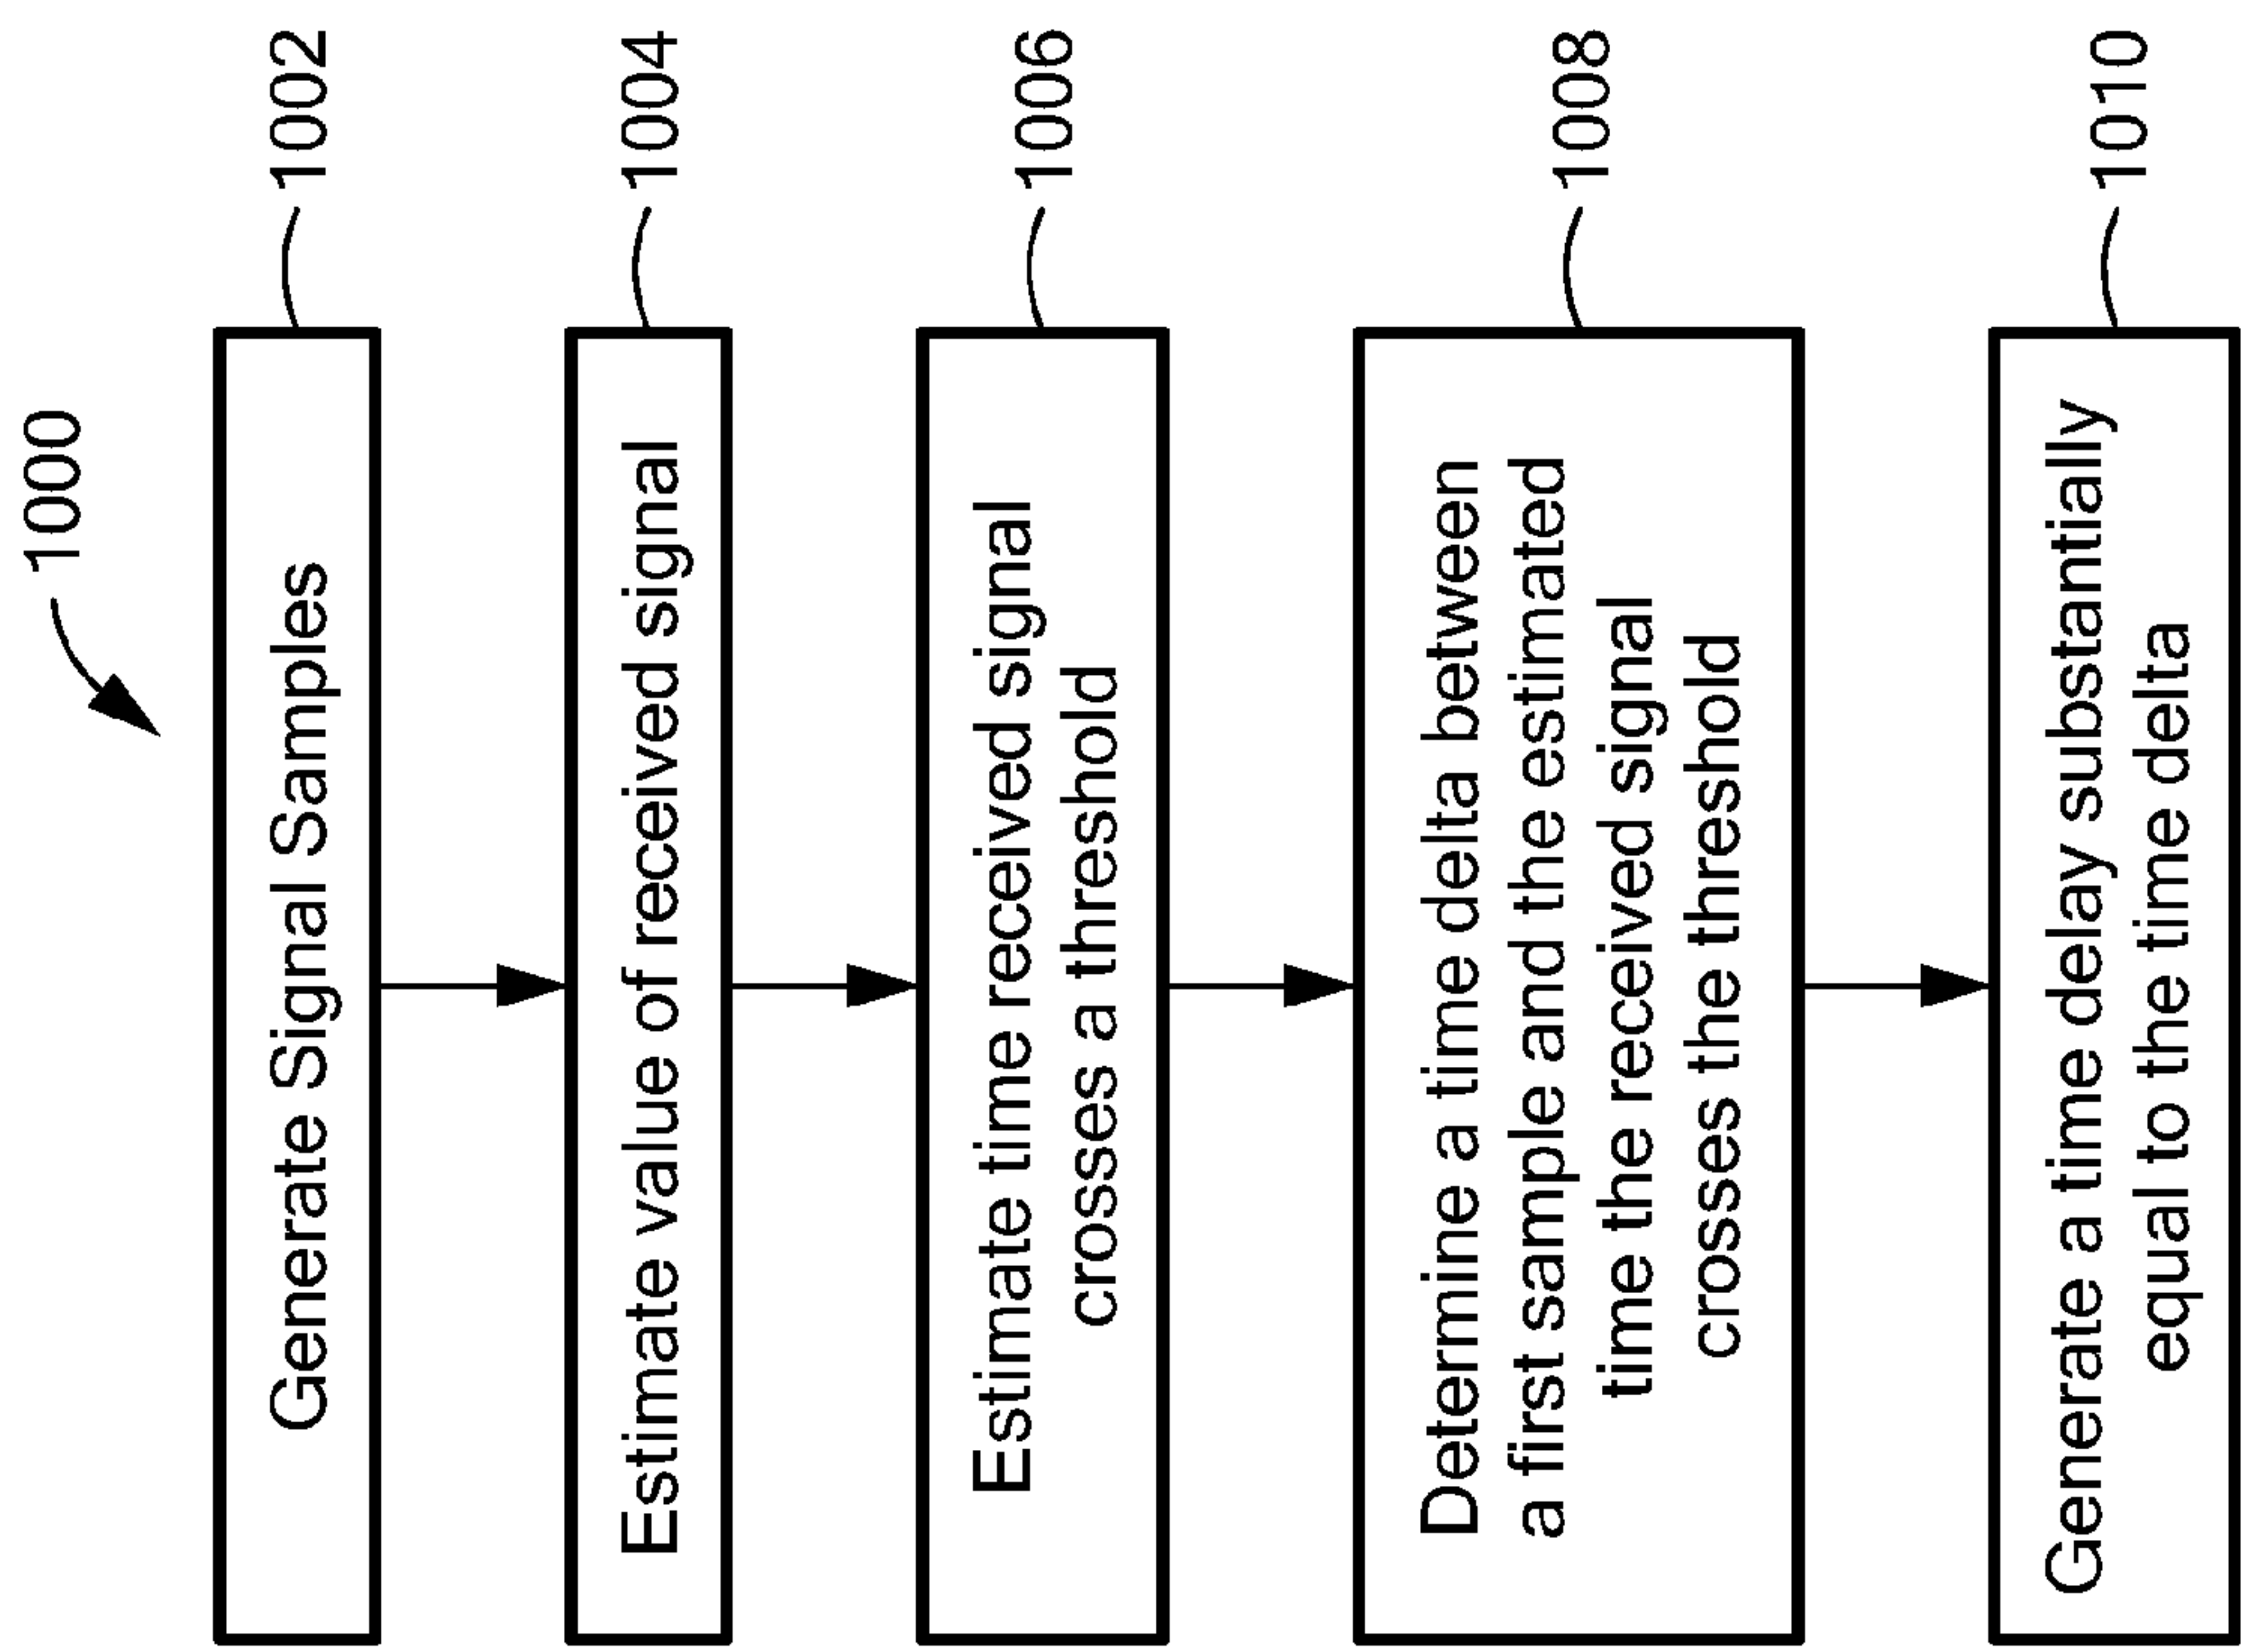 1000
Generate Signal Samples
1002
Estimate value of received signal
1004
Estimate time received signal
crosses a threshold
1006
Determine a time delta between
a first sample and the estimated
time the received signal
crosses the threshold
1008
Generate a time delay substantially
equal to the time delta
1010